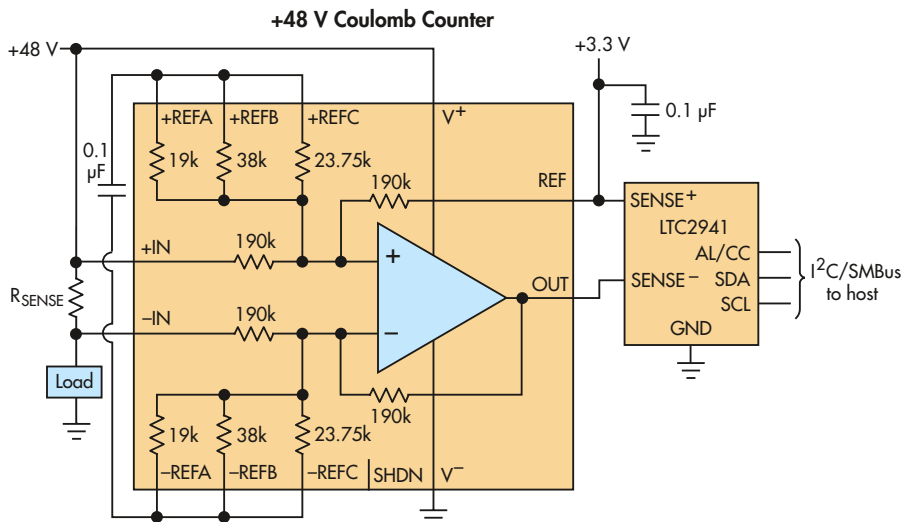 +48 V Coulomb Counter
+48 V
+3.3 V
+REFA
+REFB
+REFC
V+
0.1 µF
0.1
µF
19k
38k
23.75k
190k
REF
SENSE+
LTC2941
+IN
190k
AL/CC
RSENSE
OUT
SENSE–
SDA
I2C/SMBus
to host
–IN
190k
SCL
GND
Load
190k
19k
38k
23.75k
–REFA
–REFB
–REFC
SHDN
V–
+
–